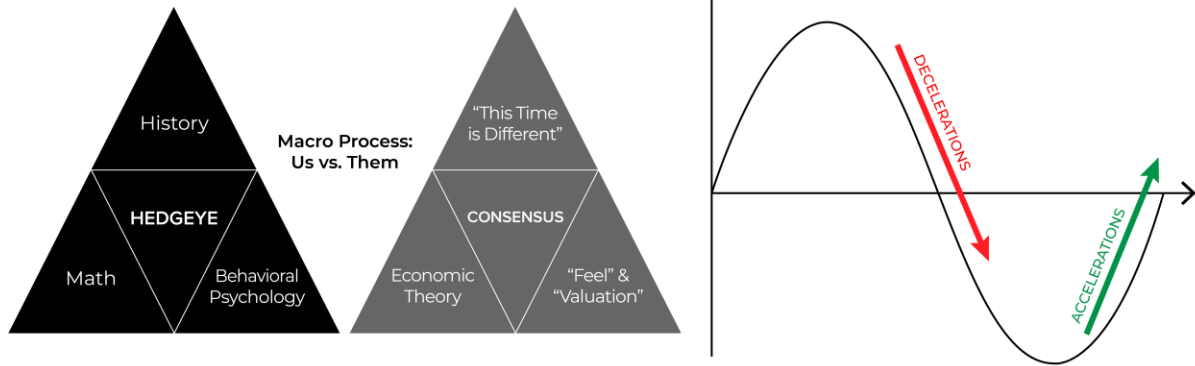 History
HEDGEYE
Math
Behavioral
Psychology
Macro Process:
Us vs. Them
“This Time
is Different”
CONSENSUS
Economic
Theory
“Feel” &
“Valuation”
DECELERATIONS
ACCELERATIONS